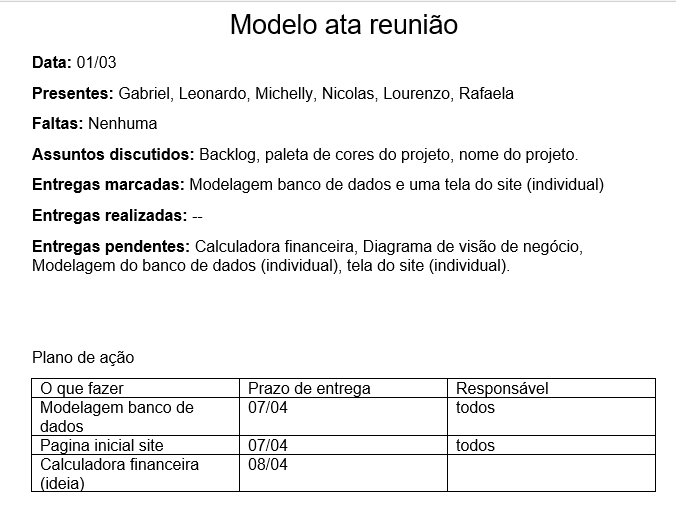 Modelo ata reunião
Data: 01/03
Presentes: Gabriel, Leonardo, Michelly, Nicolas, Lourenzo, Rafaela
Faltas: Nenhuma
Assuntos discutidos: Backlog, paleta de cores do projeto, nome do projeto.
Entregas marcadas: Modelagem banco de dados e uma tela do site (individual)
Entregas realizadas: --
Entregas pendentes: Calculadora financeira, Diagrama de visão de negócio,
Modelagem do banco de dados (individual), tela do site (individual).
Plano de ação
O que fazer Prazo de entrega Responsável
Modelagem banco de 07/04 todos
dados
Pagina inicial site 07/04 todos
Calculadora financeira 08/04
(ideia)